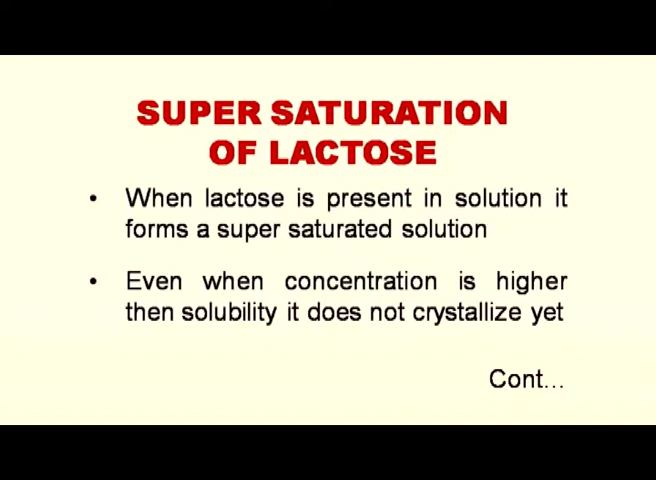 SUPER SATURATION
OF LACTOSE
• When lactose is present in solution it
forms a super saturated solution
• Even when concentration is higher
then solubility it does not crystallize yet
Cont...